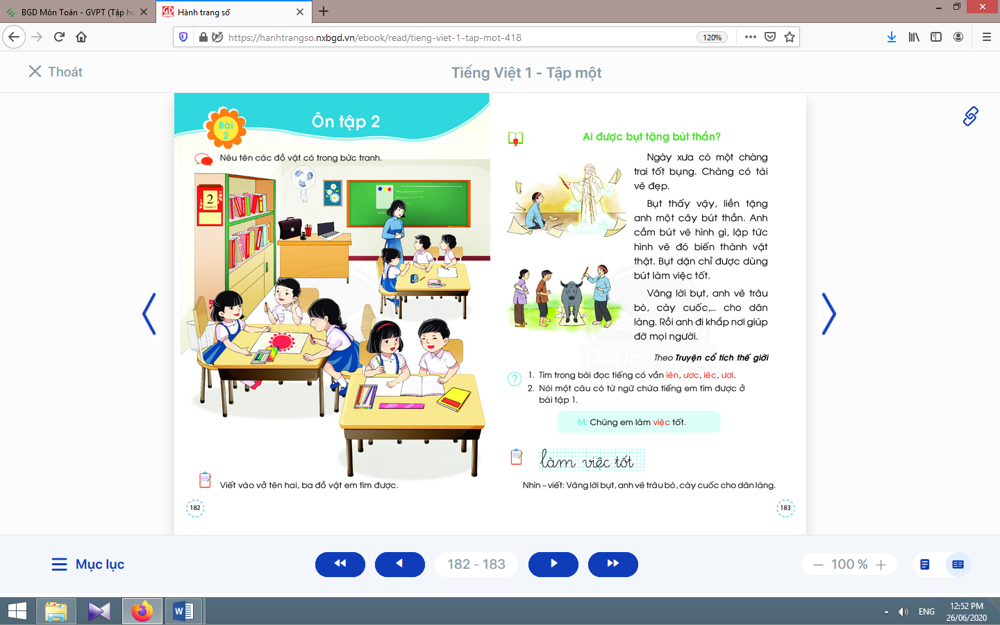 BGD Môn Toán - GVPT (Tập hu
Hành trang số
https://hanhtrangso.nxbgd.vn/ebook/read/tieng-viet-1-tap-mot-418
120%
Thoát
Tiếng Việt 1 - Tập một
Bài
2
Ôn tập 2
Nêu tên các đồ vật có trong bức tranh.
2
Viết vào vở tên hai, ba đồ vật em tìm được.
182
Ai được bụt tặng bút thần?
Ngày xưa có một chàng
trai tốt bụng. Chàng có tài
vẽ đẹp.
Bụt thấy vậy, liền tặng
anh một cây bút thần. Anh
cầm bút vẽ hình gì, lập tức
hình vẽ đó biến thành vật
thật. Bụt dặn chỉ được dùng
bút làm việc tốt.
Vâng lời bụt, anh vẽ trâu
bò, cày cuốc,... cho dân
làng. Rồi anh đi khắp nơi giúp
đỡ mọi người.
Theo Truyện cổ tích thế giới
1. Tìm trong bài đọc tiếng có vần iên, ươc, iêc, ươi.
2. Nói một câu có từ ngữ chứa tiếng em tìm được ở
bài tập 1.
M: Chúng em làm việc tốt.
làm việc tốt
Nhìn – viết: Vâng lời bụt, anh vẽ trâu bò, cày cuốc cho dân làng.
183
Mục lục
182 - 183
100 %
ENG
12:52 PM
26/06/2020